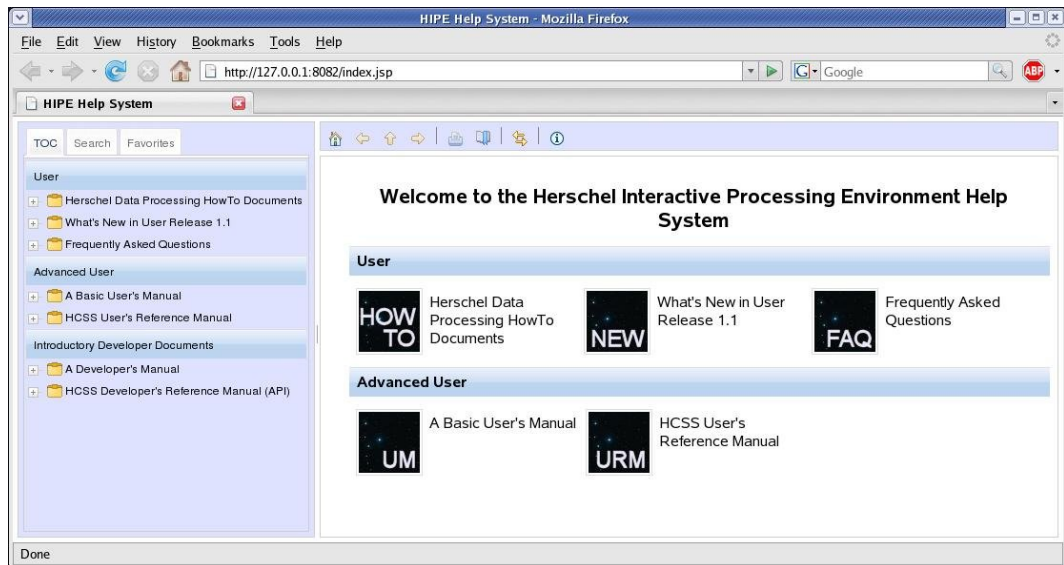 HIPE Help System - Mozilla Firefox
File Edit View History Bookmarks Tools Help
http://127.0.0.1:8082/index.jsp
G Google
ABP
HIPE Help System
TOC Search Favorites
User
Herschel Data Processing HowTo Documents
What's New in User Release 1.1
Frequently Asked Questions
Advanced User
A Basic User's Manual
HCSS User's Reference Manual
Introductory Developer Documents
A Developer's Manual
HCSS Developer's Reference Manual (API)
Welcome to the Herschel Interactive Processing Environment Help
System
User
HOW
TO
Herschel Data
Processing HowTo
Documents
NEW
What's New in User
Release 1.1
FAQ
Frequently Asked
Questions
Advanced User
UM
A Basic User's Manual
URM
HCSS User's
Reference Manual
Done